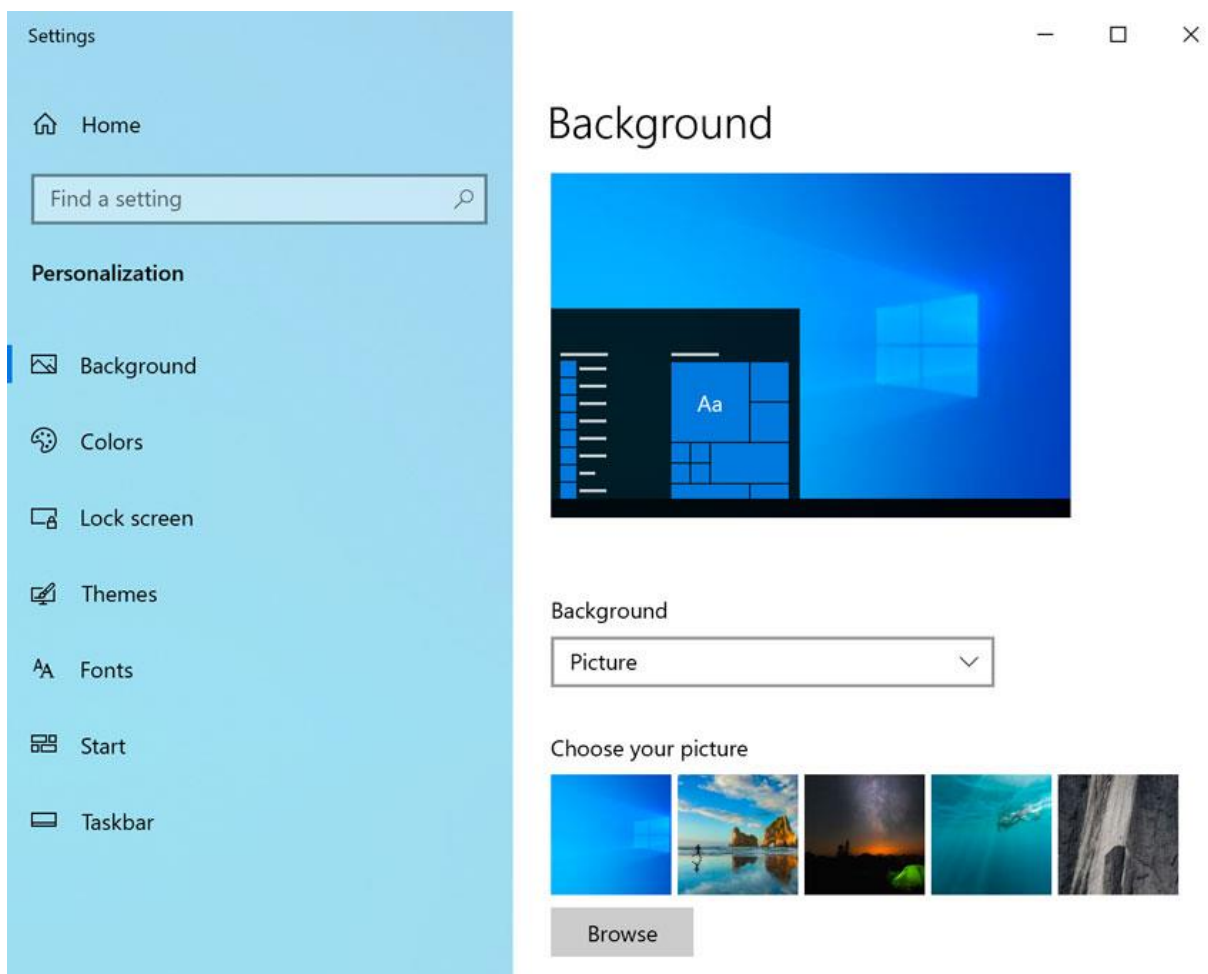 Settings
Home
Find a setting
Personalization
Background
Colors
Lock screen
Themes
Fonts
Start
Taskbar
Background
Aa
Background
Picture
Choose your picture
Browse